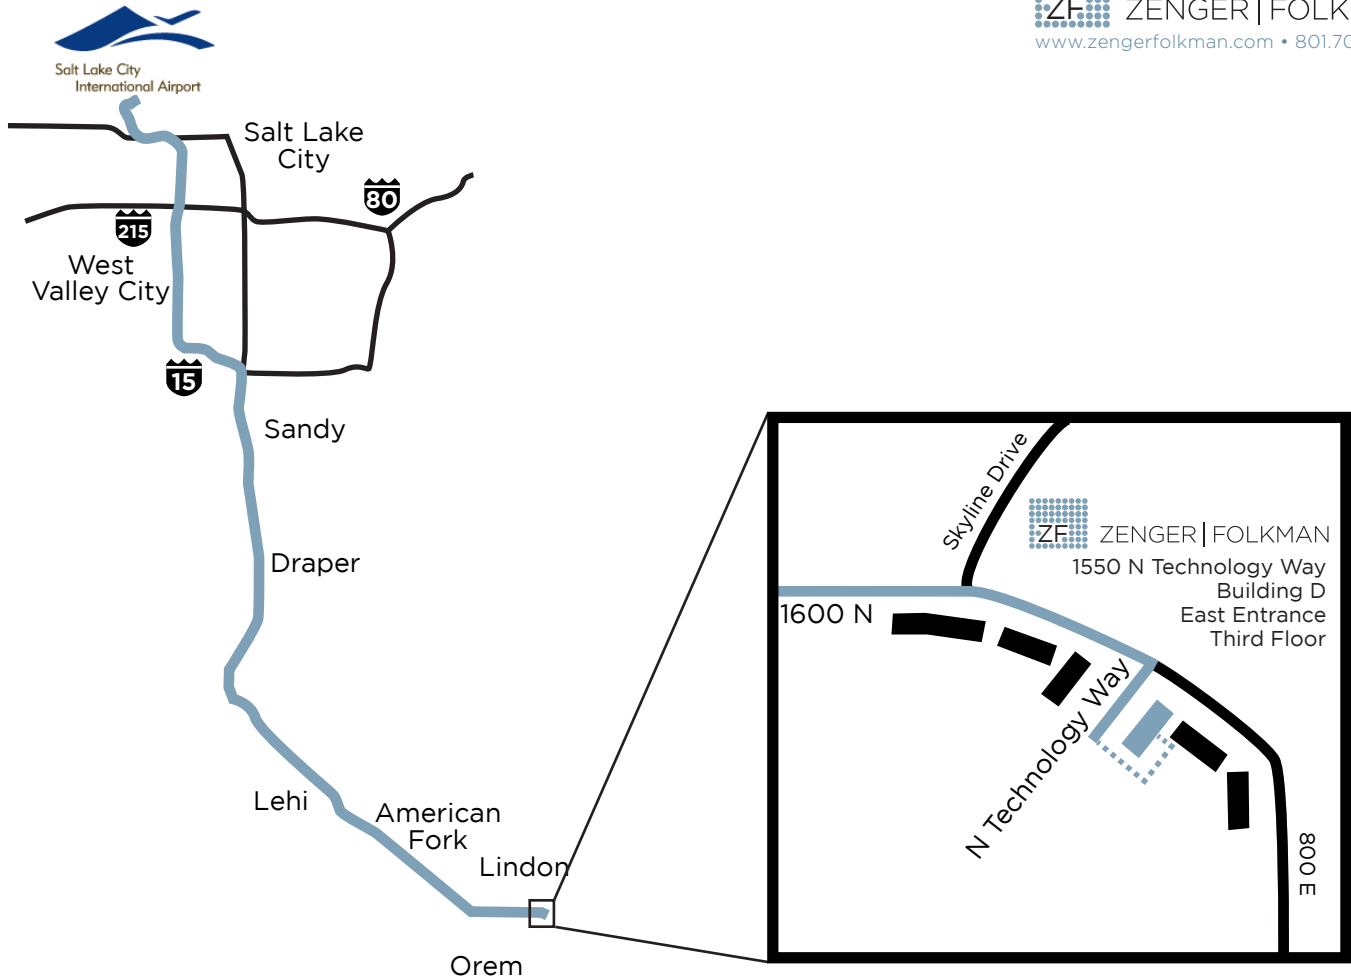 Salt Lake City
International Airport
ZF ZENGER|FOLK
www.zengerfolkman.com • 801.70
Salt Lake
City
80
215
West
Valley City
15
Sandy
Draper
Lehi
American
Fork
Lindon
Orem
Skyline Drive
ZF ZENGER|FOLKMAN
1550 N Technology Way
Building D
East Entrance
Third Floor
1600 N
N Technology Way
800 E